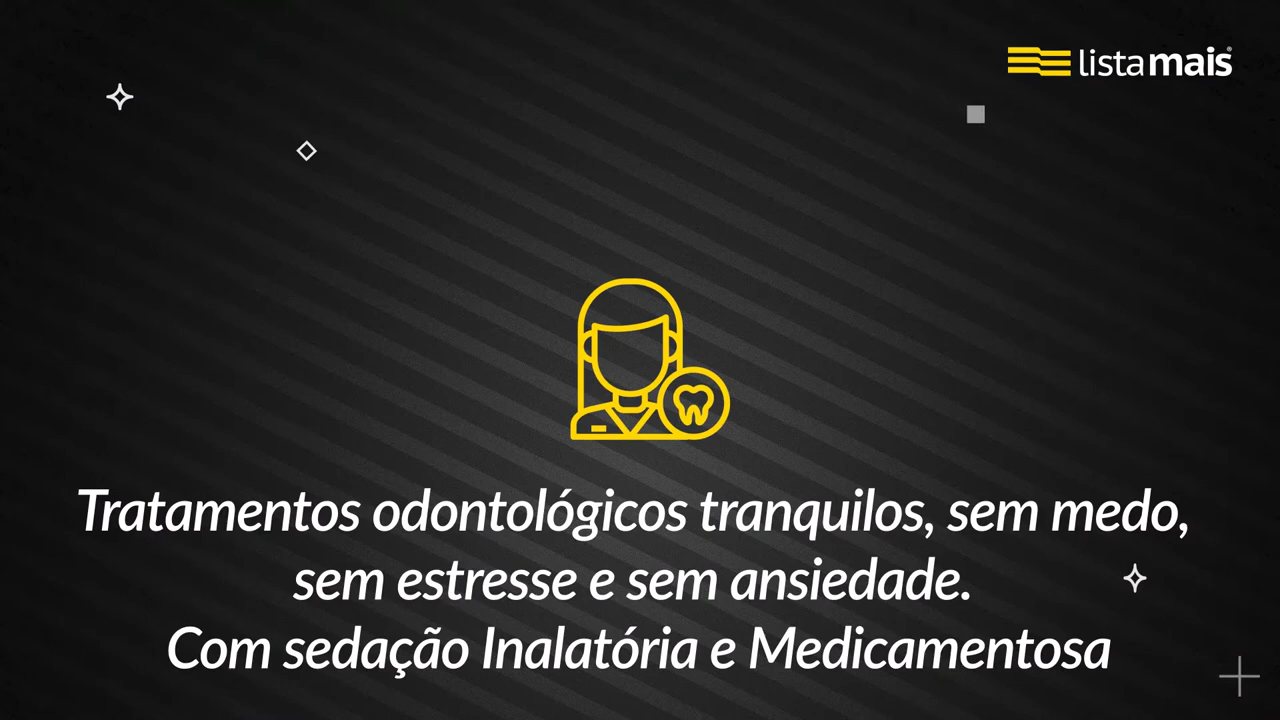 listamais®
Tratamentos odontológicos tranquilos, sem medo,
sem estresse e sem ansiedade.
Com sedação Inalatória e Medicamentosa